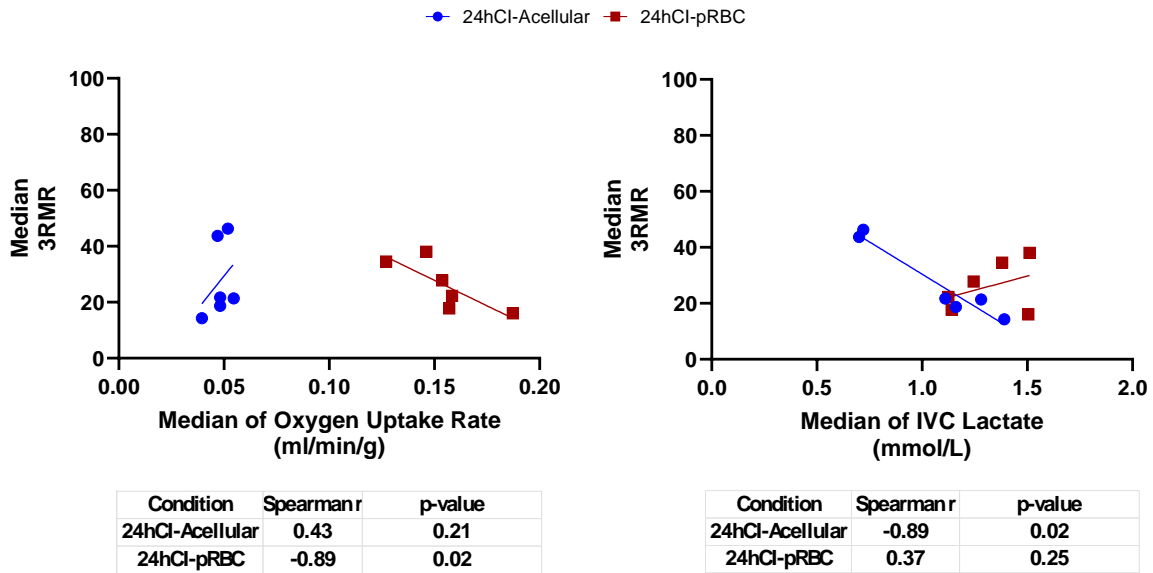 24hCI-Acellular 24hCI-pRBC
100
80
60
40
20
0
Median
3RMR
0.00 0.05 0.10 0.15 0.20
Median of Oxygen Uptake Rate
(ml/min/g)
Condition Spearman r p-value
24hCI-Acellular 0.43 0.21
24hCI-pRBC -0.89 0.02
100
80
60
40
20
0
Median
3RMR
0.0 0.5 1.0 1.5 2.0
Median of IVC Lactate
(mmol/L)
Condition Spearman r p-value
24hCI-Acellular -0.89 0.02
24hCI-pRBC 0.37 0.25